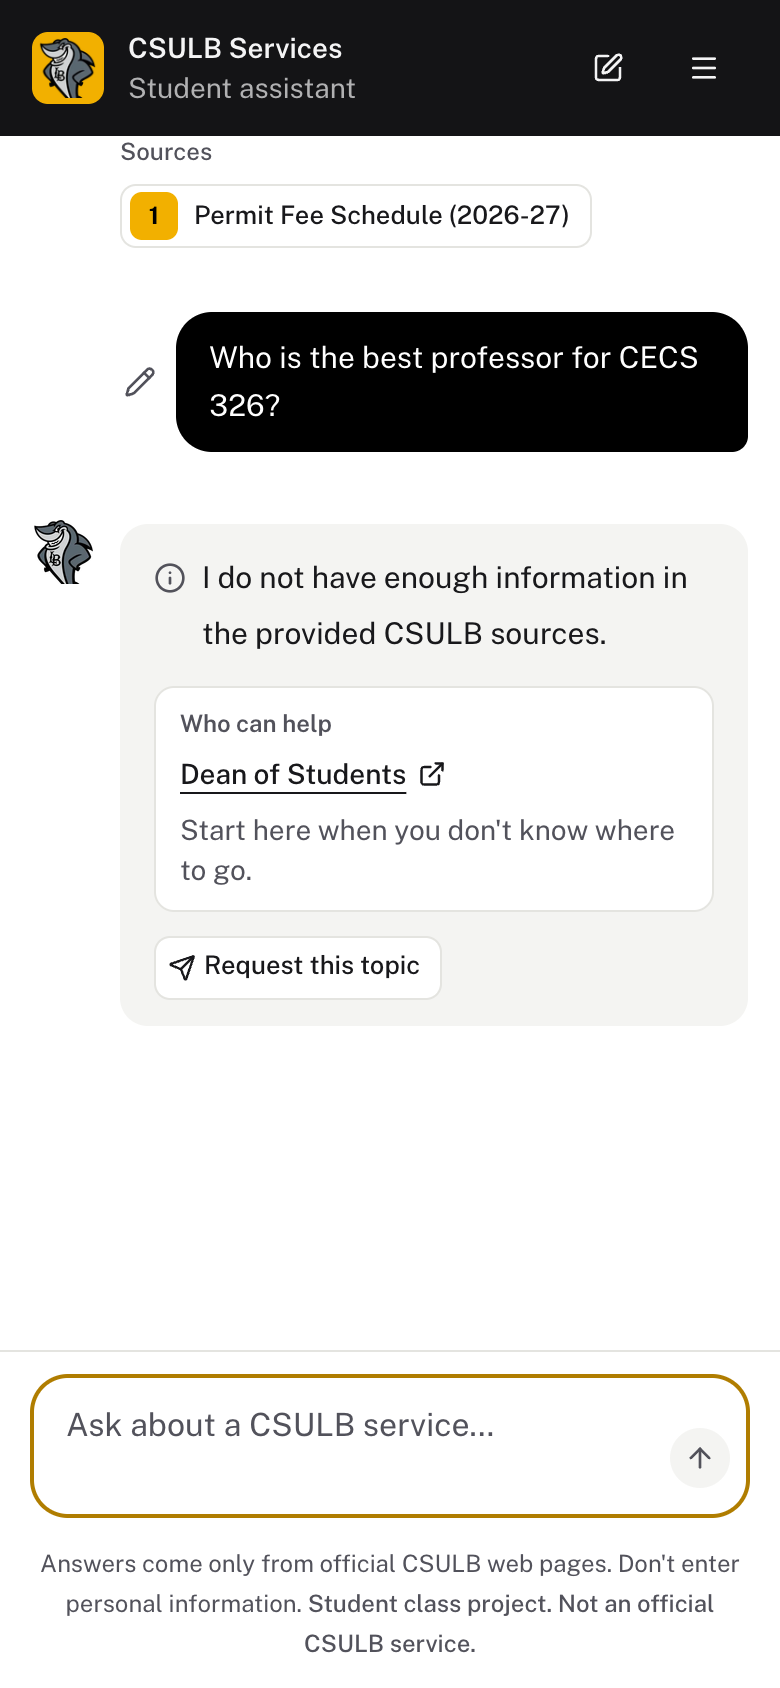 CSULB Services
Student assistant
Sources
1 Permit Fee Schedule (2026-27)
Who is the best professor for CECS
326?
LB
I do not have enough information in
the provided CSULB sources.
Who can help
Dean of Students
Start here when you don't know where
to go.
Request this topic
Ask about a CSULB service...
Answers come only from official CSULB web pages. Don't enter
personal information. Student class project. Not an official
CSULB service.